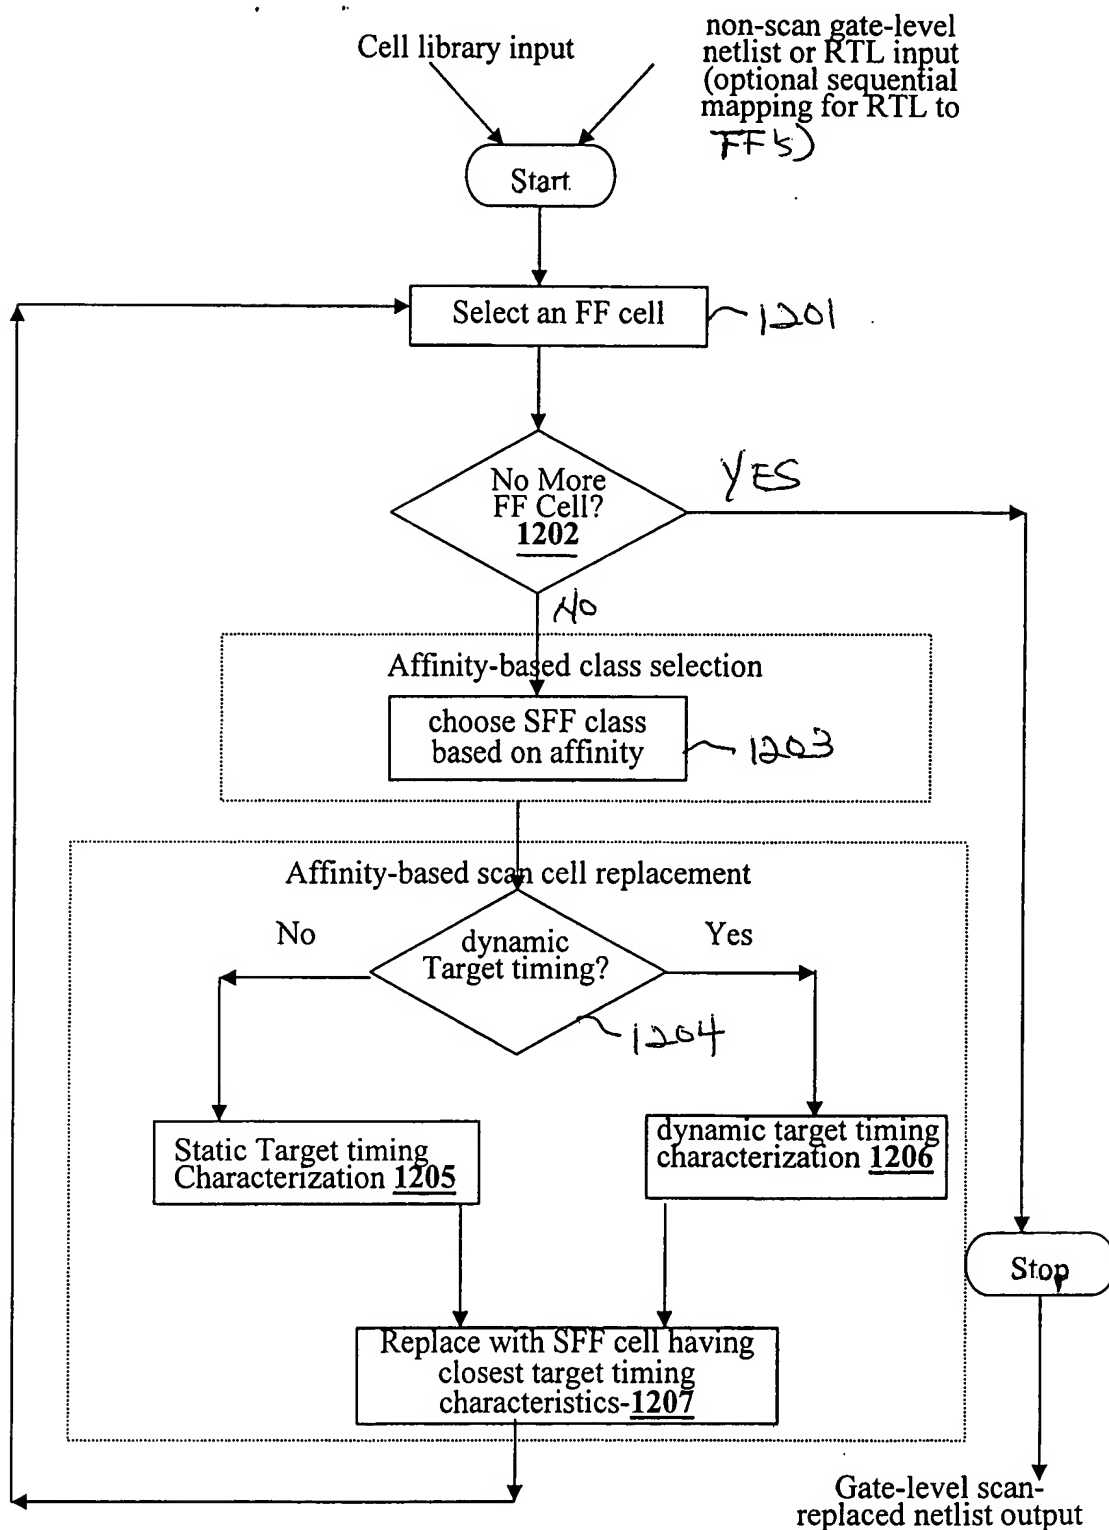 Cell library input
non-scan gate-level
netlist or RTL input
(optional sequential
mapping for RTL to
FF's)
Start
Select an FF cell
1201
No More
FF Cell?
1202
YES
NO
Affinity-based class selection
choose SFF class
based on affinity
1203
Affinity-based scan cell replacement
No
dynamic
Target timing?
Yes
1204
Static Target timing
Characterization 1205
dynamic target timing
characterization 1206
Stop
Replace with SFF cell having
closest target timing
characteristics-1207
Gate-level scan-
replaced netlist output